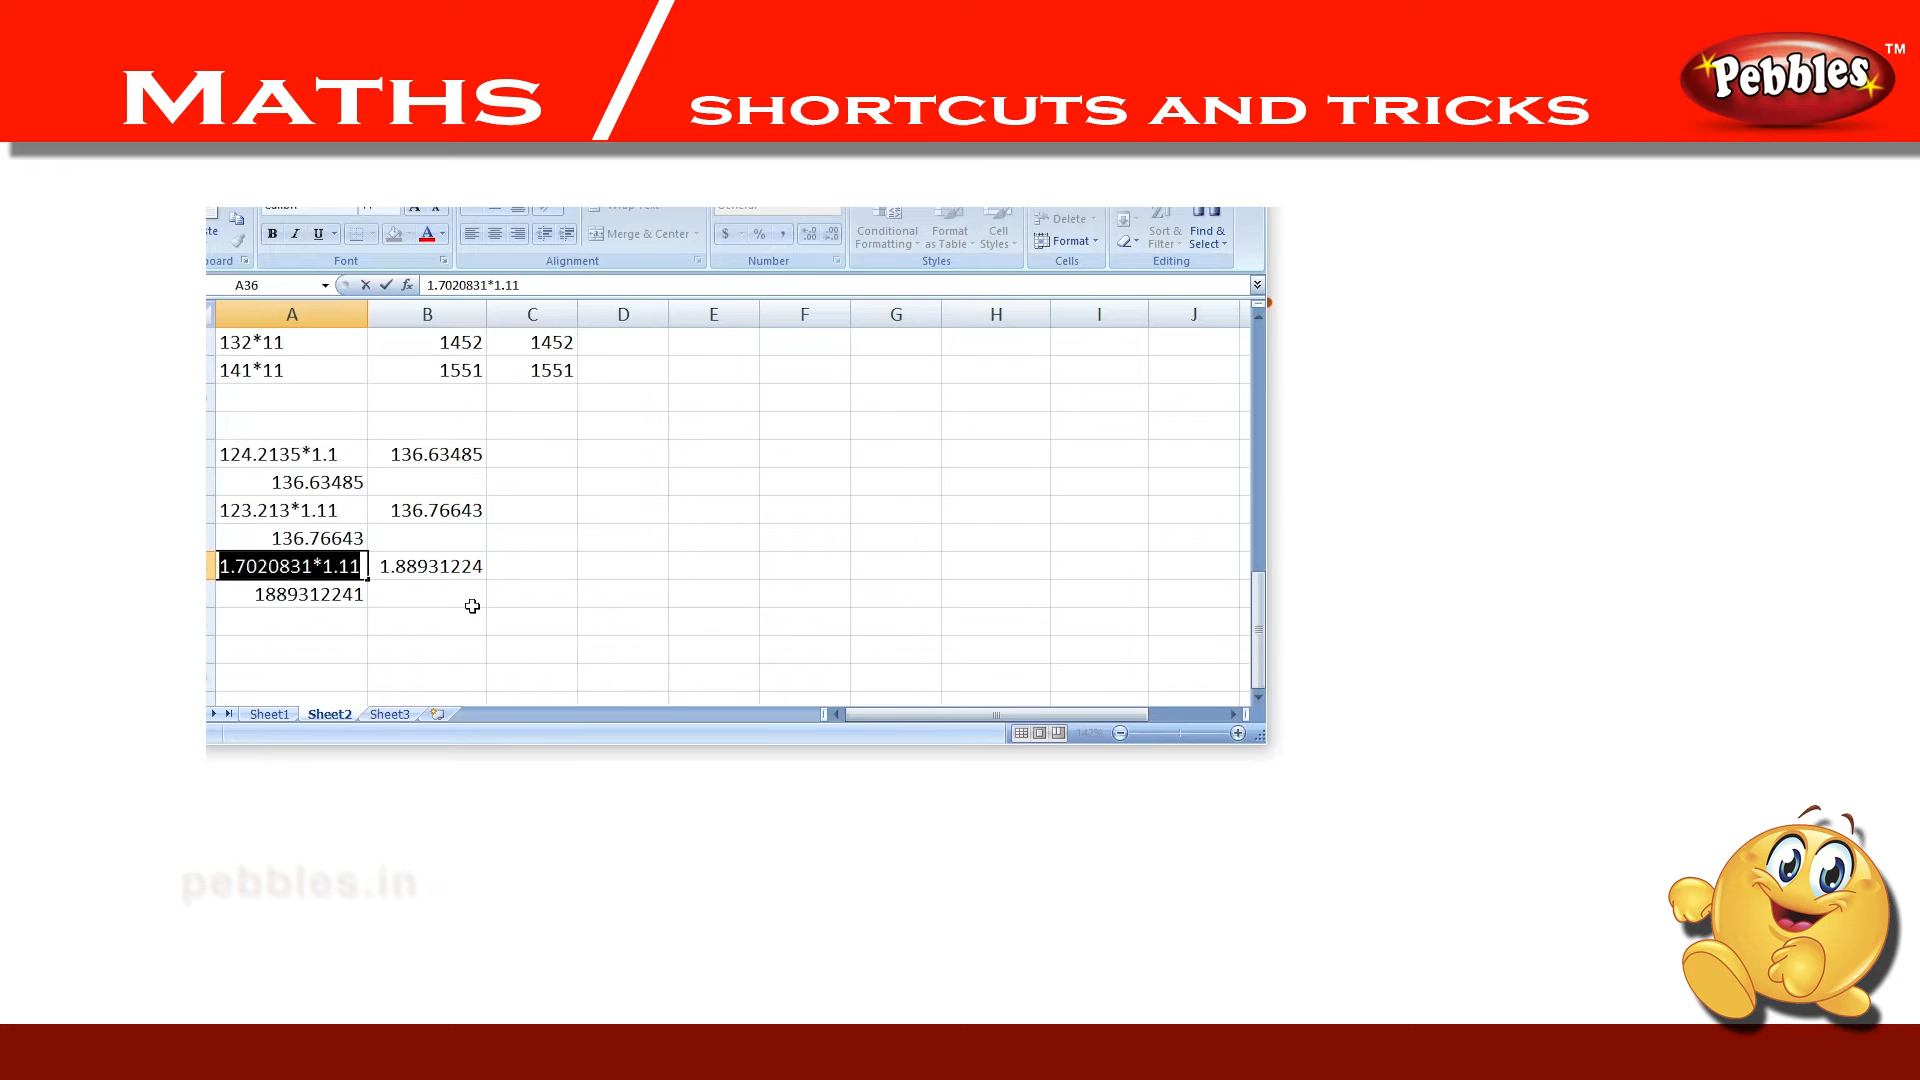 MATHS / SHORTCUTS AND TRICKS
Pebbles TM
B I U A $ % , Merge & Center
Conditional Formatting Format as Table Cell Styles
Delete
Format
Sort & Filter Find & Select
Font Alignment Number Styles Cells Editing
A36 fx 1.7020831*1.11
A B C D E F G H I J
132*11 1452 1452
141*11 1551 1551
124.2135*1.1 136.63485
136.63485
123.213*1.11 136.76643
136.76643
1.7020831*1.11 1.88931224
1889312241
Sheet1 Sheet2 Sheet3
142%
pebbles.in